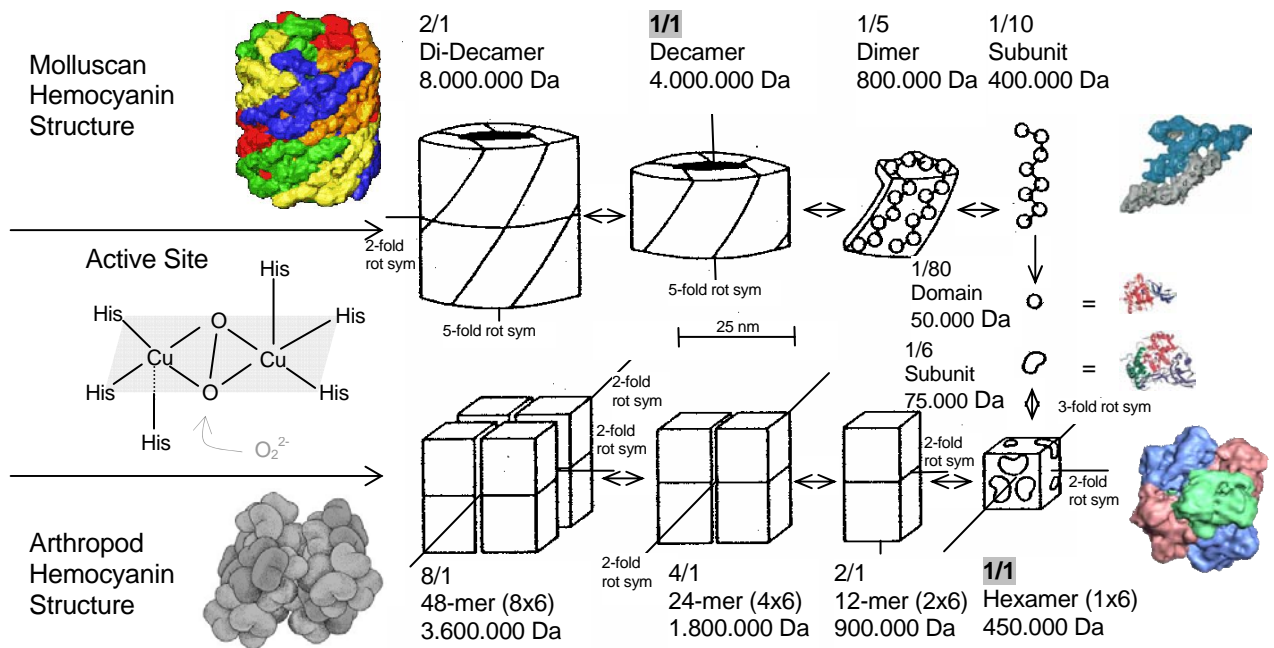 Molluscan
Hemocyanin
Structure
2/1
Di-Decamer
8.000.000 Da
1/1
Decamer
4.000.000 Da
1/5
Dimer
800.000 Da
1/10
Subunit
400.000 Da
2-fold
rot sym
5-fold rot sym
5-fold rot sym
25 nm
1/80
Domain
50.000 Da
=
1/6
Subunit
75.000 Da
=
Active Site
His
His
His
O
Cu
Cu
O
His
His
His
O₂²⁻
2-fold
rot sym
2-fold
rot sym
2-fold
rot sym
2-fold
rot sym
3-fold rot sym
2-fold
rot sym
Arthropod
Hemocyanin
Structure
8/1
48-mer (8x6)
3.600.000 Da
4/1
24-mer (4x6)
1.800.000 Da
2/1
12-mer (2x6)
900.000 Da
1/1
Hexamer (1x6)
450.000 Da